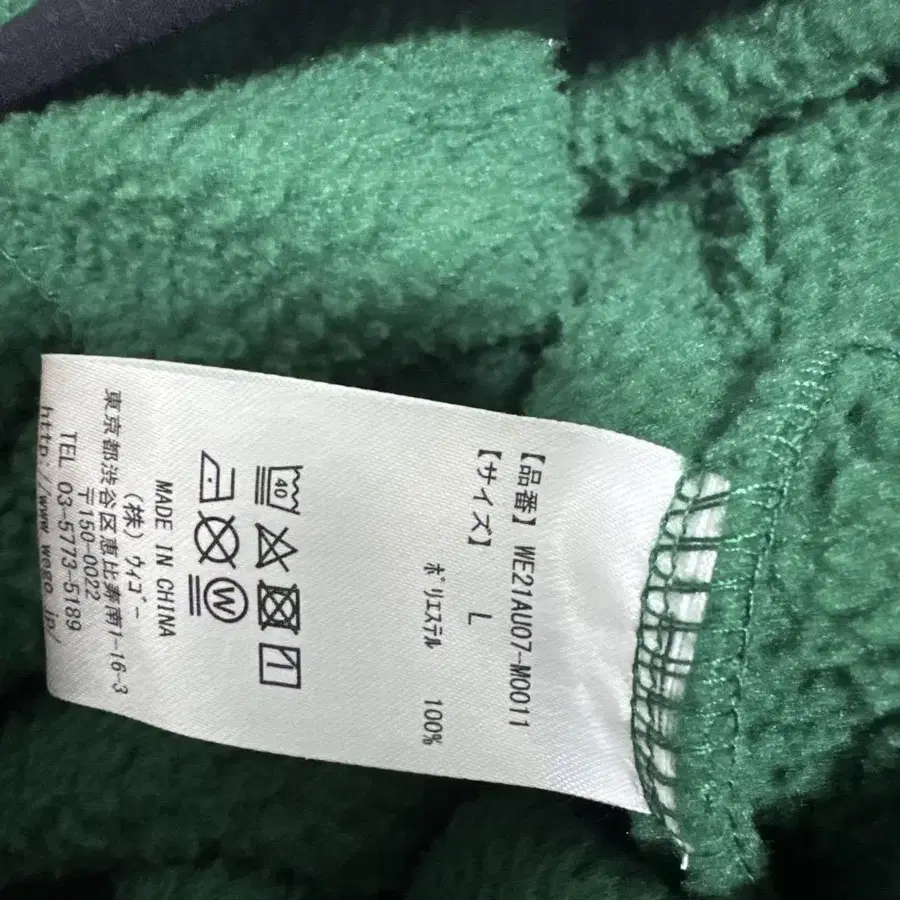 【品番】 WE21AU07-M0011
【サイズ】 L
ﾎﾟﾘｴｽﾃﾙ 100%
40
W
MADE IN CHINA
(株) ｳｨｺﾞｰ
〒150-0022
東京都渋谷区恵比寿南1-16-3
TEL 03-5773-5189
http://www.wego.jp/